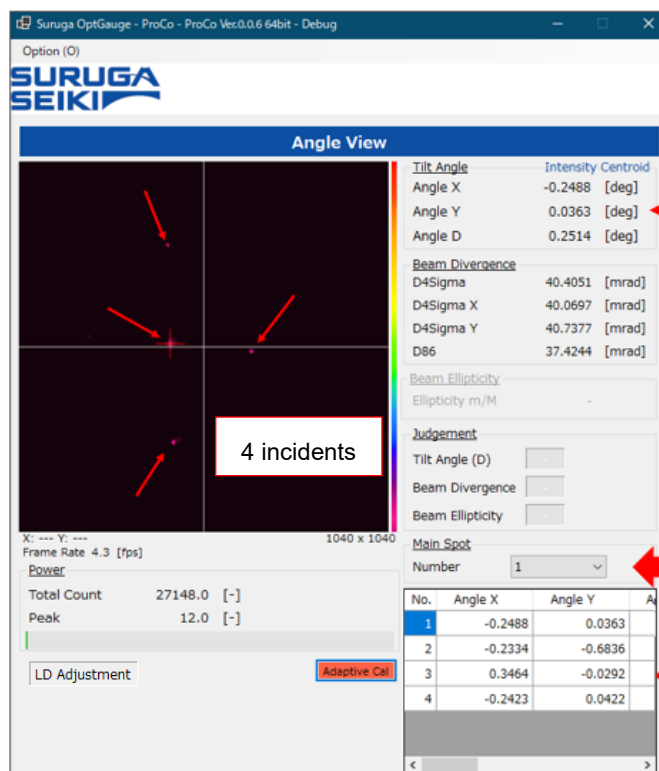 Suruga OptGauge - ProCo - ProCo Ver.0.0.6 64bit - Debug
Option (O)
SURUGA
SEIKI
Angle View
Tilt Angle Intensity Centroid
Angle X -0.2488 [deg]
Angle Y 0.0363 [deg]
Angle D 0.2514 [deg]
Beam Divergence
D4Sigma 40.4051 [mrad]
D4Sigma X 40.0697 [mrad]
D4Sigma Y 40.7377 [mrad]
D86 37.4244 [mrad]
Beam Ellipticity
Ellipticity m/M -
4 incidents
Judgement
Tilt Angle (D) -
Beam Divergence -
Beam Ellipticity -
X: --- Y: --- 1040 x 1040
Frame Rate 4.3 [fps]
Main Spot
Number 1
Power
Total Count 27148.0 [-]
Peak 12.0 [-]
LD Adjustment
Adaptive Cal
No. Angle X Angle Y
1 -0.2488 0.0363
2 -0.2334 -0.6836
3 0.3464 -0.0292
4 -0.2423 0.0422